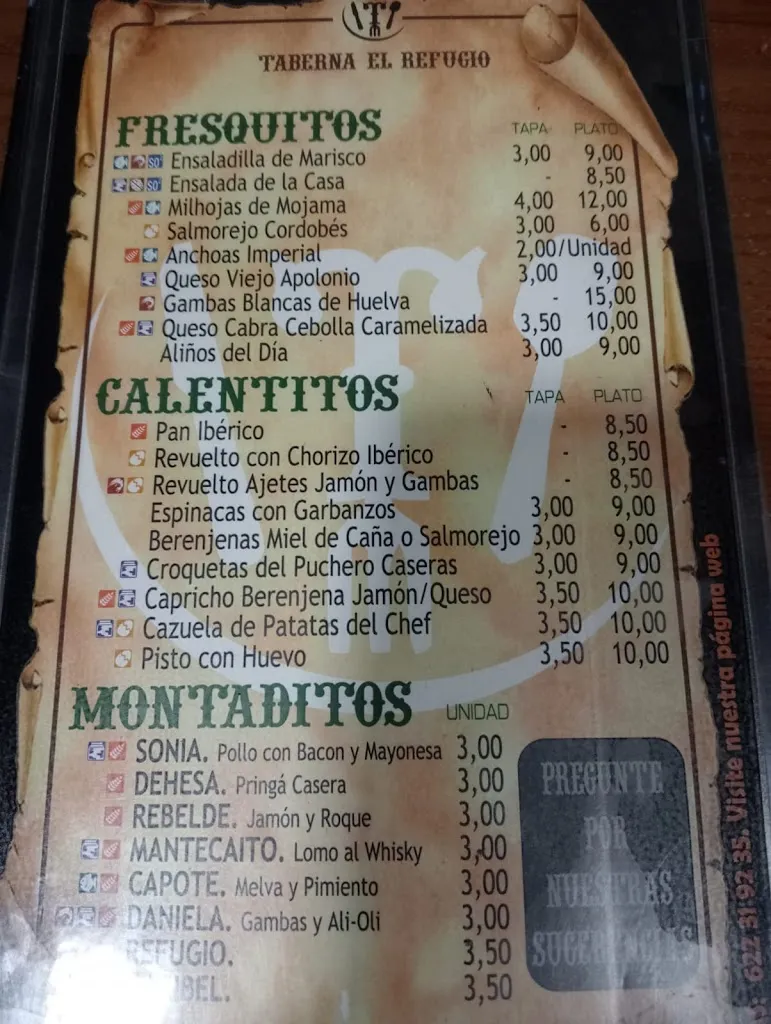 TABERNA EL REFUGIO
FRESQUITOS TAPA PLATO
Ensaladilla de Marisco 3,00 9,00
Ensalada de la Casa - 8,50
Milhojas de Mojama 4,00 12,00
Salmorejo Cordobés 3,00 6,00
Anchoas Imperial 2,00/Unidad
Queso Viejo Apolonio 3,00 9,00
Gambas Blancas de Huelva - 15,00
Queso Cabra Cebolla Caramelizada 3,50 10,00
Aliños del Día 3,00 9,00
CALENTITOS TAPA PLATO
Pan Ibérico - 8,50
Revuelto con Chorizo Ibérico - 8,50
Revuelto Ajetes Jamón y Gambas - 8,50
Espinacas con Garbanzos 3,00 9,00
Berenjenas Miel de Caña o Salmorejo 3,00 9,00
Croquetas del Puchero Caseras 3,00 9,00
Capricho Berenjena Jamón/Queso 3,50 10,00
Cazuela de Patatas del Chef 3,50 10,00
Pisto con Huevo 3,50 10,00
MONTADITOS UNIDAD
SONIA. Pollo con Bacon y Mayonesa 3,00
DEHESA. Pringá Casera 3,00
REBELDE. Jamón y Roque 3,00
MANTECAITO. Lomo al Whisky 3,00
CAPOTE. Melva y Pimiento 3,00
DANIELA. Gambas y Ali-Oli 3,00
REFUGIO. 3,50
3,50
PREGUNTE
POR
NUESTRAS
SUGERENCIAS
622 31 92 35. Visite nuestra página web